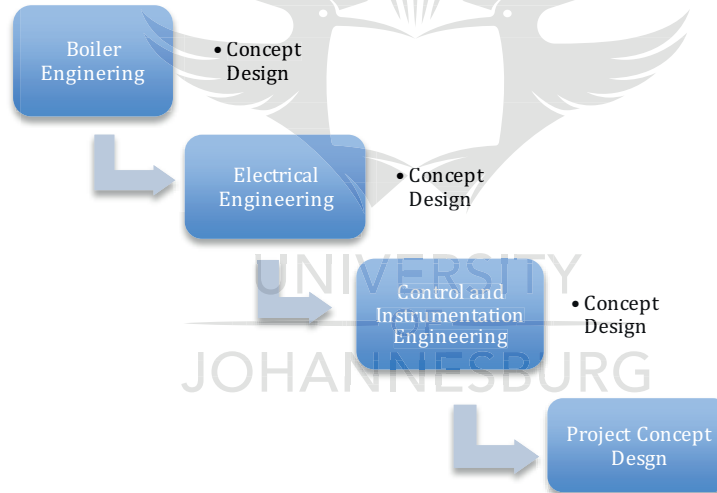 Boiler
Enginering
• Concept
Design
Electrical
Engineering
• Concept
Design
UNIVERSITY
Control and
Instrumentation
Engineering
• Concept
Design
JOHANNESBURG
Project Concept
Desgn